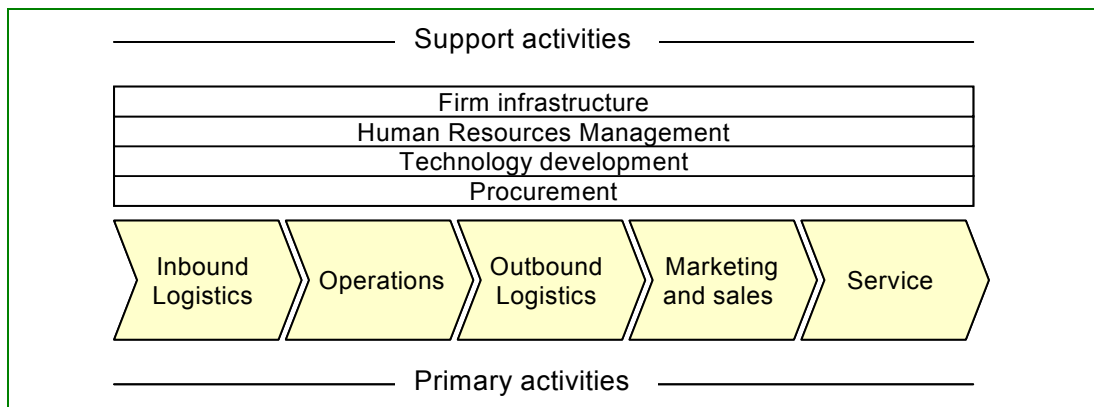 Support activities
Firm infrastructure
Human Resources Management
Technology development
Procurement
Inbound
Logistics
Operations
Outbound
Logistics
Marketing
and sales
Service
Primary activities